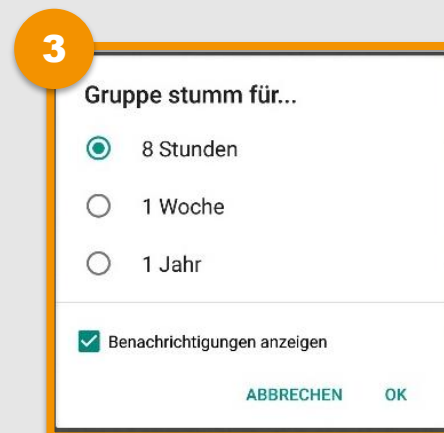 3
Gruppe stumm für...
8 Stunden
1 Woche
1 Jahr
Benachrichtigungen anzeigen
ABBRECHEN OK